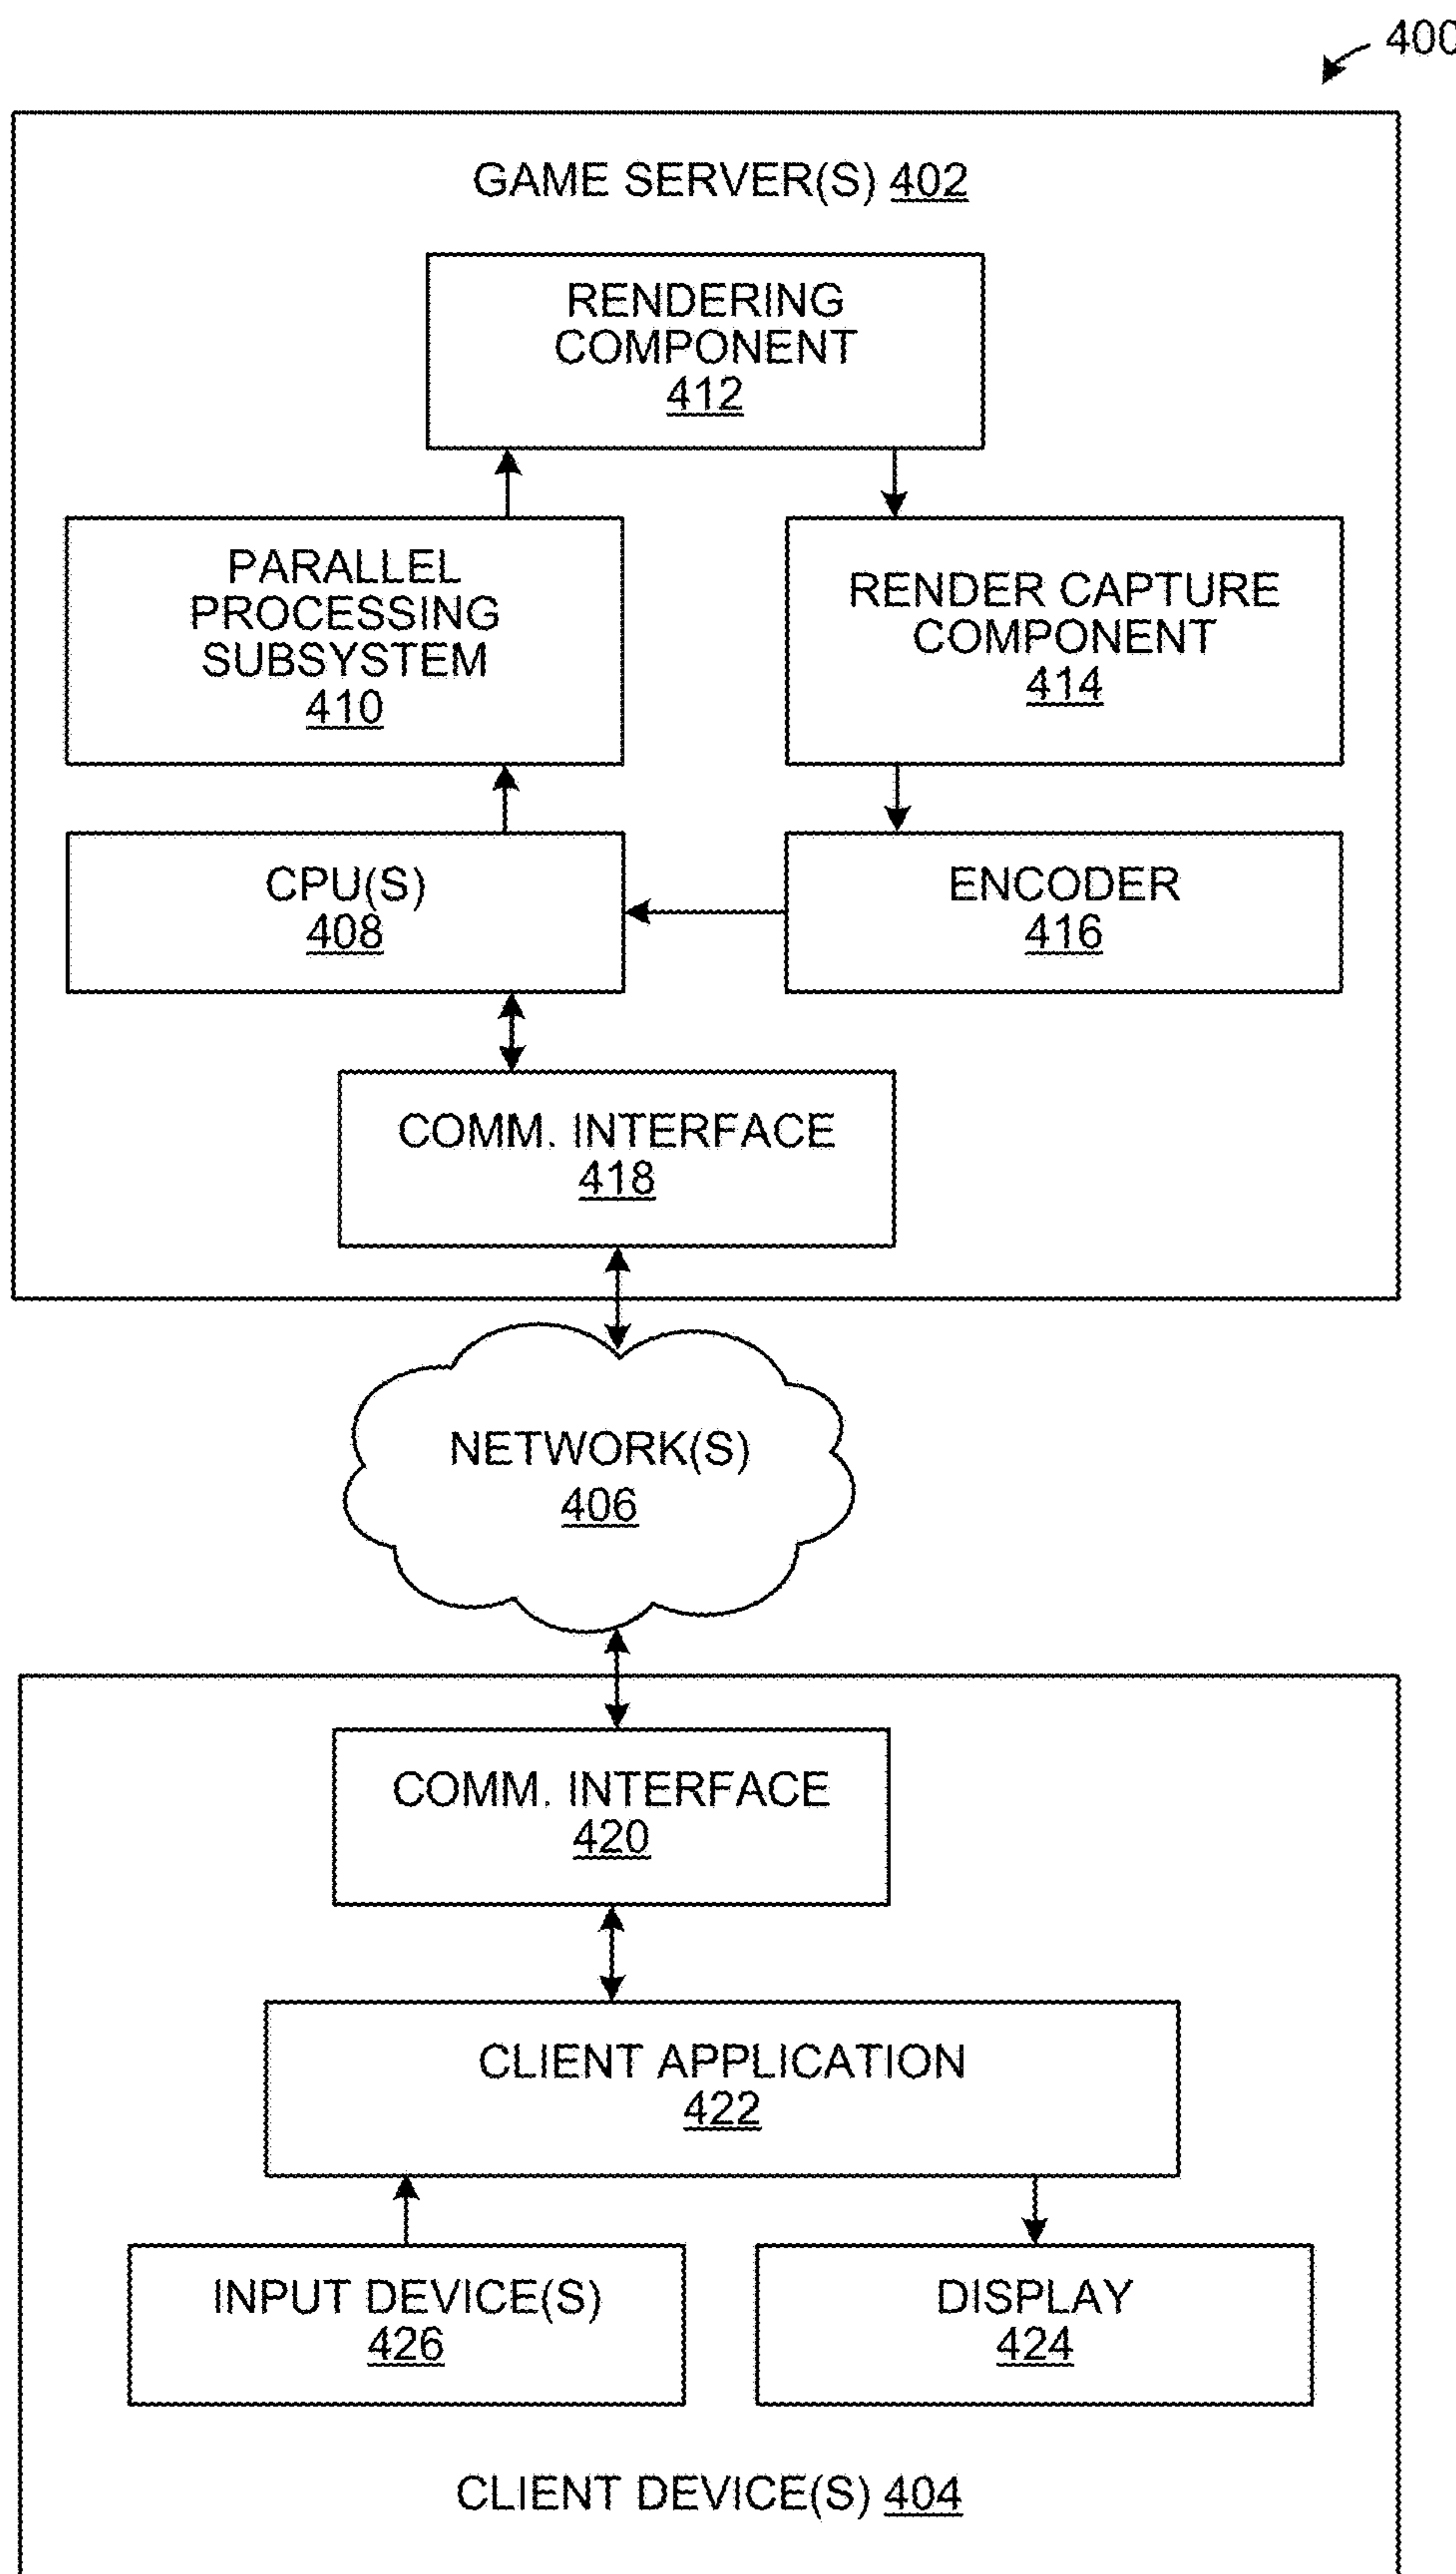 400
GAME SERVER(S) 402
RENDERING
COMPONENT
412
PARALLEL
PROCESSING
SUBSYSTEM
410
RENDER CAPTURE
COMPONENT
414
CPU(S)
408
ENCODER
416
COMM. INTERFACE
418
NETWORK(S)
406
COMM. INTERFACE
420
CLIENT APPLICATION
422
INPUT DEVICE(S)
426
DISPLAY
424
CLIENT DEVICE(S) 404